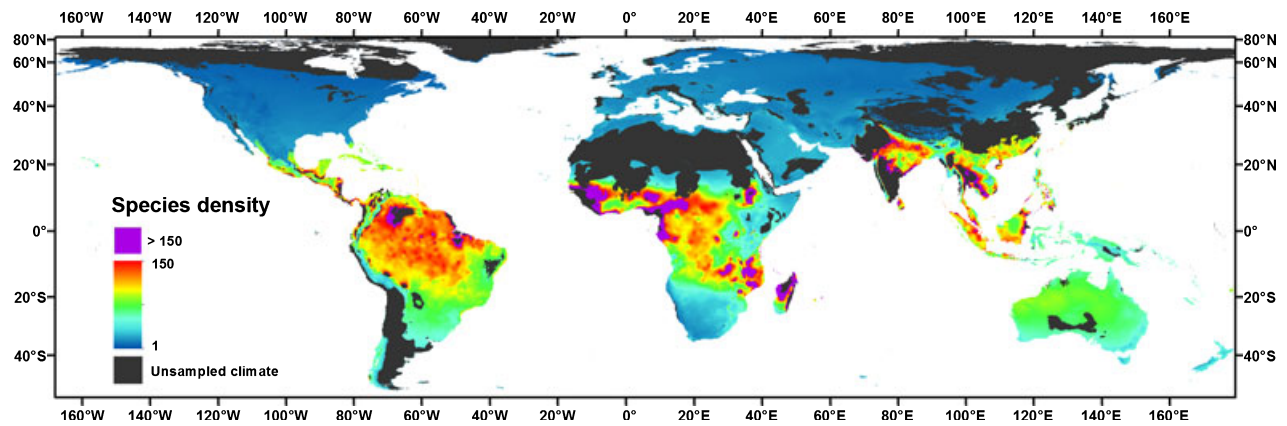 160°W 140°W 120°W 100°W 80°W 60°W 40°W 20°W 0° 20°E 40°E 60°E 80°E 100°E 120°E 140°E 160°E
80°N 80°N
60°N 60°N
40°N 40°N
20°N 20°N
Species density
0° > 150 0°
150
20°S 20°S
1
40°S 40°S
Unsampled climate
160°W 140°W 120°W 100°W 80°W 60°W 40°W 20°W 0° 20°E 40°E 60°E 80°E 100°E 120°E 140°E 160°E